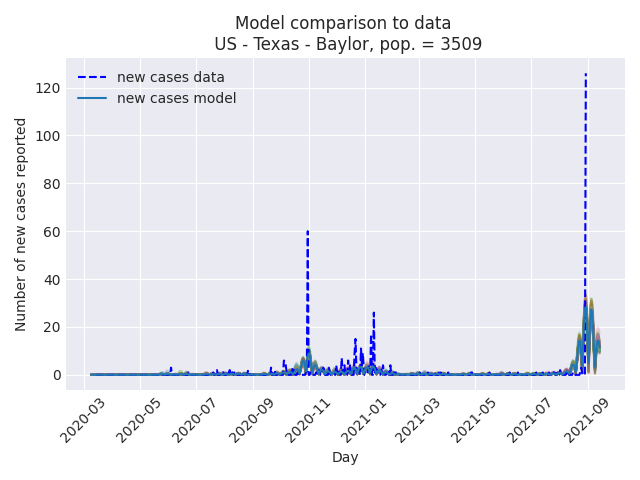 Model comparison to data
US - Texas - Baylor, pop. = 3509
new cases data
new cases model
Number of new cases reported
120
100
80
60
40
20
0
2020-03
2020-05
2020-07
2020-09
2020-11
2021-01
2021-03
2021-05
2021-07
2021-09
Day